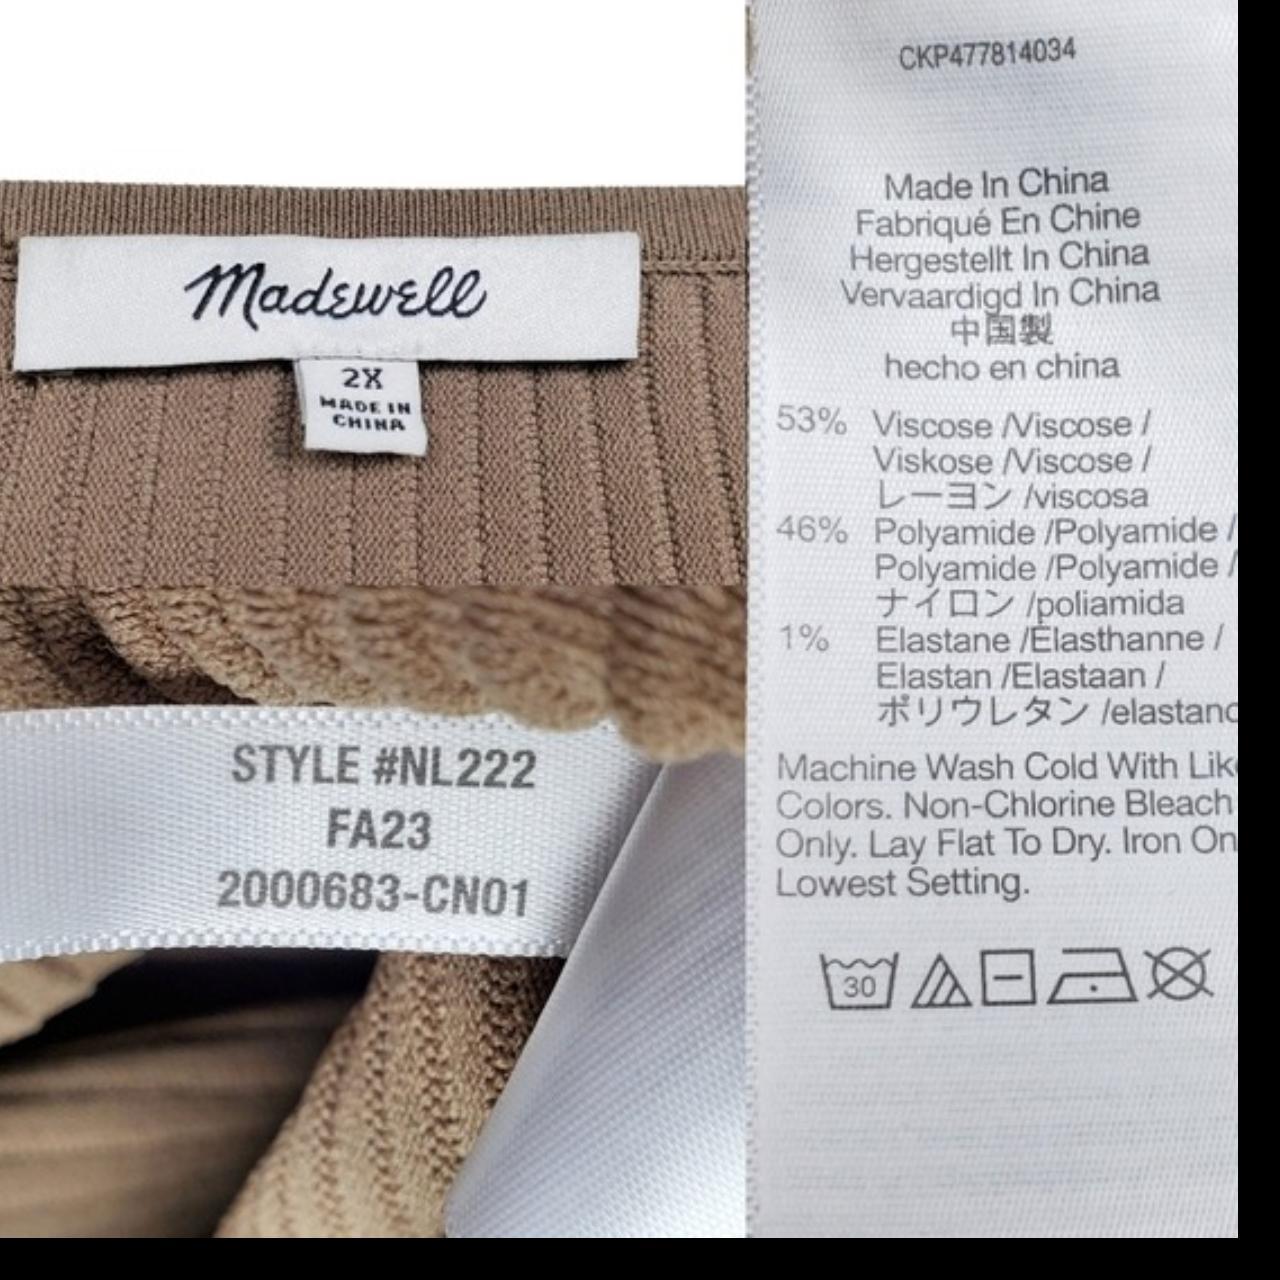 Madewell
2X
MADE IN
CHINA
STYLE #NL222
FA23
2000683-CN01
CKP477814034
Made In China
Fabriqué En Chine
Hergestellt In China
Vervaardigd In China
中国製
hecho en china
53% Viscose /Viscose /
Viskose /Viscose /
レーヨン /viscosa
46% Polyamide /Polyamide /
Polyamide /Polyamide /
ナイロン /poliamida
1% Elastane /Élasthanne /
Elastan /Elastaan /
ポリウレタン /elastano
Machine Wash Cold With Like
Colors. Non-Chlorine Bleach
Only. Lay Flat To Dry. Iron On
Lowest Setting.
30